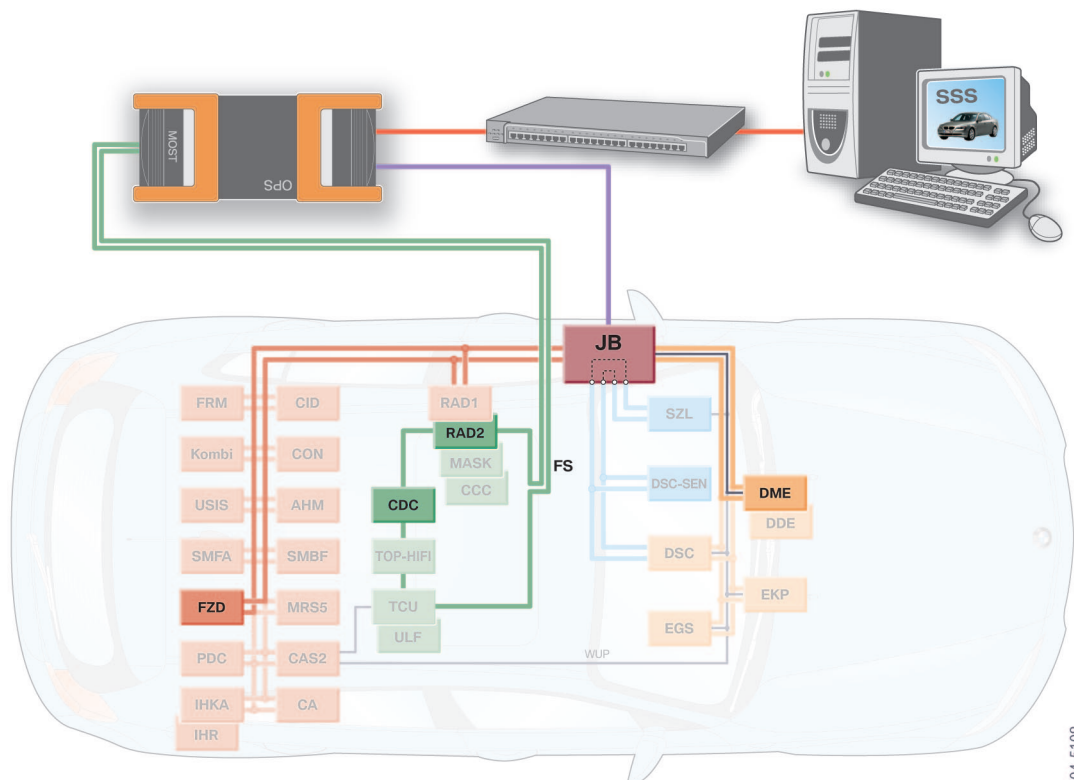 SSS
MOST
OPS
JB
FRM
CID
RAD1
SZL
RAD2
Kombi
CON
MASK
FS
CCC
DSC-SEN
DME
USIS
AHM
CDC
DDE
SMFA
SMBF
TOP-HIFI
DSC
EKP
FZD
MRS5
TCU
ULF
EGS
WUP
PDC
CAS2
IHKA
CA
IHR